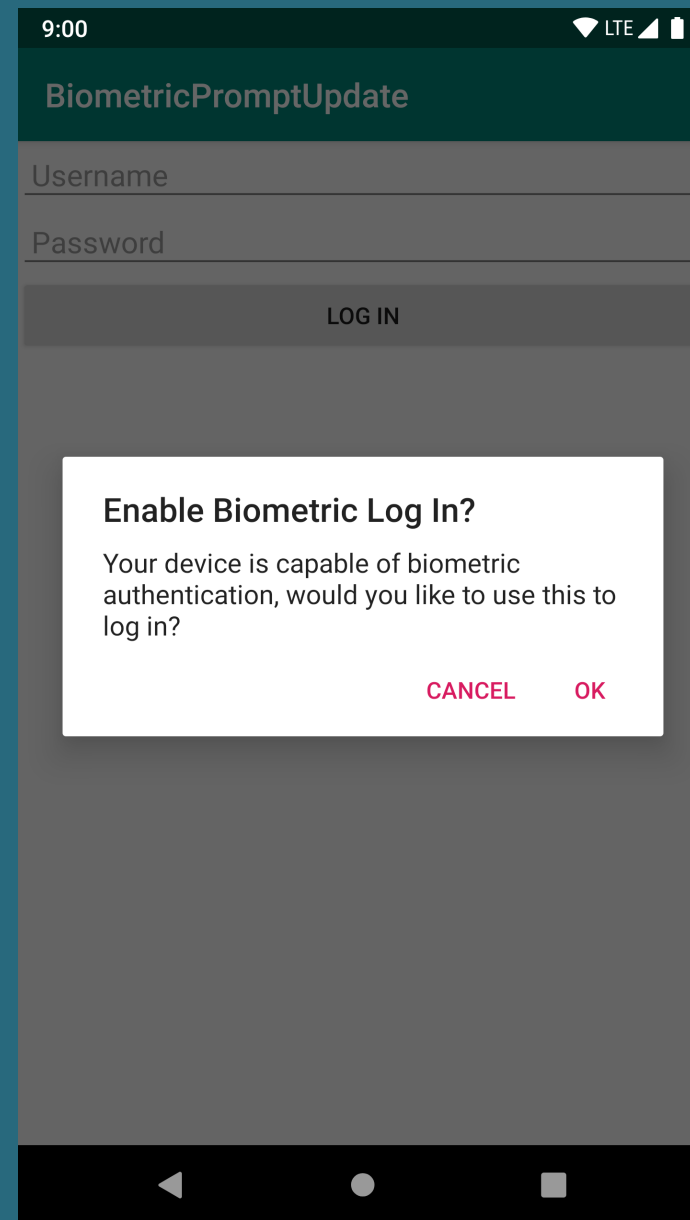 9:00 LTE
BiometricPromptUpdate
Username
Password
LOG IN
Enable Biometric Log In?
Your device is capable of biometric
authentication, would you like to use this to
log in?
CANCEL OK